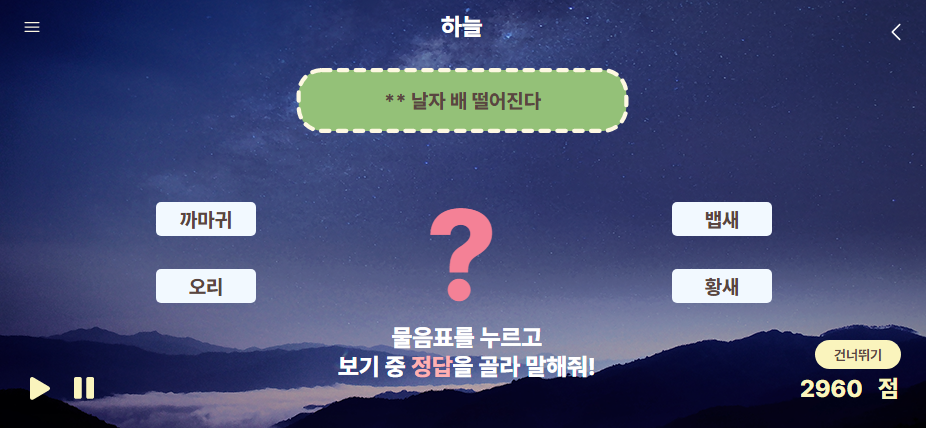 하늘
** 날자 배 떨어진다
까마귀
뱁새
?
오리
황새
물음표를 누르고
보기 중 정답을 골라 말해줘!
건너뛰기
2960 점